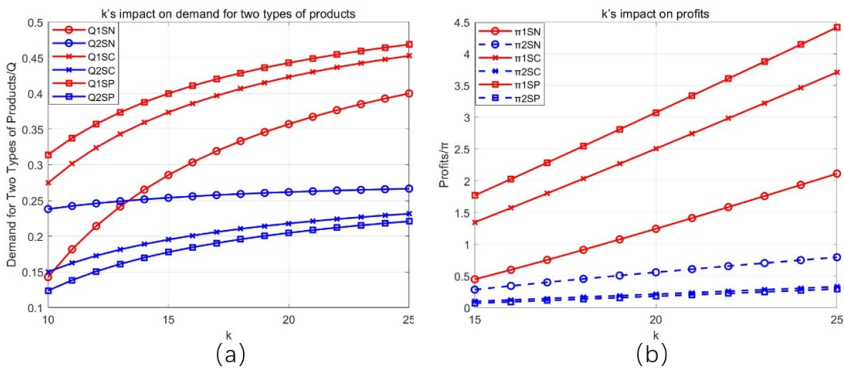 k's impact on demand for two types of products
Demand for Two Types of Products/Q
0.5
0.45
0.4
0.35
0.3
0.25
0.2
0.15
0.1
Q1SN
Q2SN
Q1SC
Q2SC
Q1SP
Q2SP
10
15
20
25
k
(a)
k's impact on profits
Profits/π
4.5
4
3.5
3
2.5
2
1.5
1
0.5
0
π1SN
π2SN
π1SC
π2SC
π1SP
π2SP
15
20
25
k
(b)